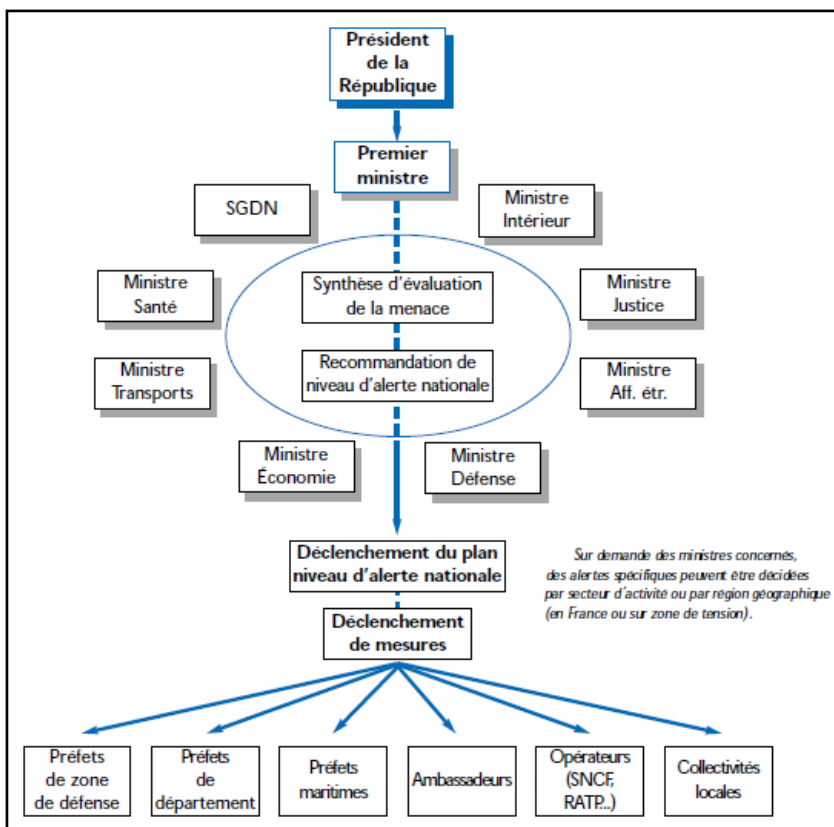 Président
de la
République
Premier
ministre
SGDN
Ministre
Intérieur
Ministre
Santé
Synthèse d'évaluation
de la menace
Ministre
Justice
Ministre
Transports
Recommandation de
niveau d'alerte nationale
Ministre
Aff. étr.
Ministre
Économie
Ministre
Défense
Déclenchement du plan
niveau d'alerte nationale
Sur demande des ministres concernés,
des alertes spécifiques peuvent être décidées
par secteur d'activité ou par région géographique
(en France ou sur zone de tension).
Déclenchement
de mesures
Préfets
de zone
de défense
Préfets
de
département
Préfets
maritimes
Ambassadeurs
Opérateurs
(SNCF,
RATP...)
Collectivités
locales